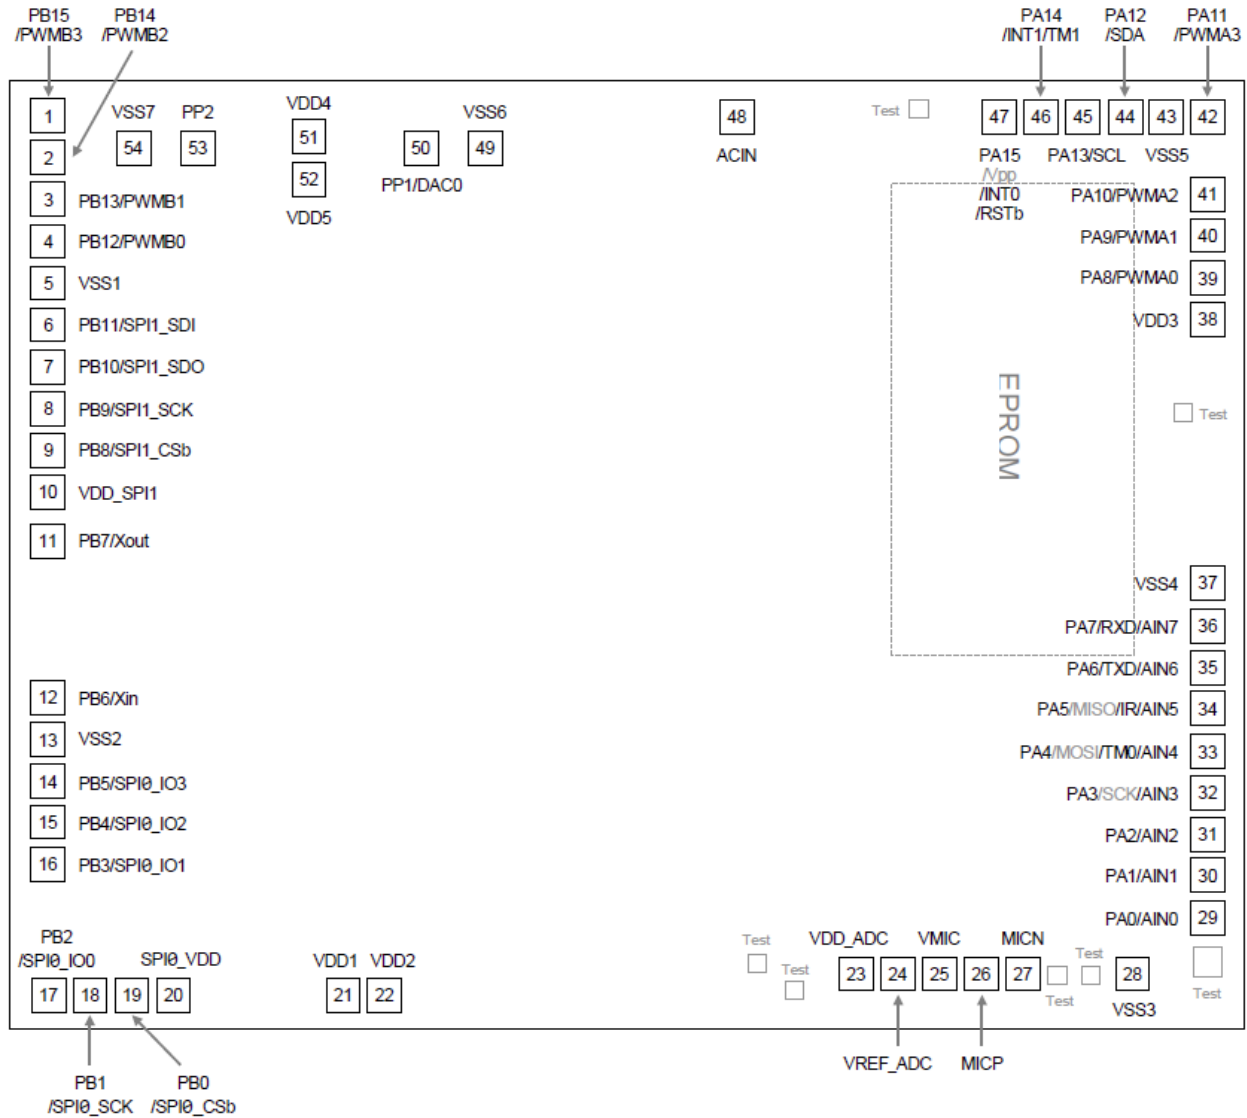 PB15
/PWMB3
PB14
/PWMB2
PA14
/INT1/TM1
PA12
/SDA
PA11
/PWMA3
1
2
VSS7
54
PP2
53
VDD4
51
52
VDD5
50
PP1/DAC0
VSS6
49
48
ACIN
Test
47
46
45
44
43
42
PA15
/Vpp
/INT0
/RSTb
PA13/SCL
VSS5
3 PB13/PWMB1
4 PB12/PWMB0
5 VSS1
6 PB11/SPI1_SDI
7 PB10/SPI1_SDO
8 PB9/SPI1_SCK
9 PB8/SPI1_CSb
10 VDD_SPI1
11 PB7/Xout
12 PB6/Xin
13 VSS2
14 PB5/SPI0_IO3
15 PB4/SPI0_IO2
16 PB3/SPI0_IO1
PA10/PWMA2 41
PA9/PWMA1 40
PA8/PWMA0 39
VDD3 38
EPROM
Test
VSS4 37
PA7/RXD/AIN7 36
PA6/TXD/AIN6 35
PA5/MISO/IR/AIN5 34
PA4/MOSI/TM0/AIN4 33
PA3/SCK/AIN3 32
PA2/AIN2 31
PA1/AIN1 30
PA0/AIN0 29
PB2
/SPI0_IO0
SPI0_VDD
17
18
19
20
VDD1
VDD2
21
22
Test
Test
VDD_ADC
VMIC
MICN
23
24
25
26
27
Test
Test
28
VSS3
Test
VREF_ADC
MICP
PB1
/SPI0_SCK
PB0
/SPI0_CSb